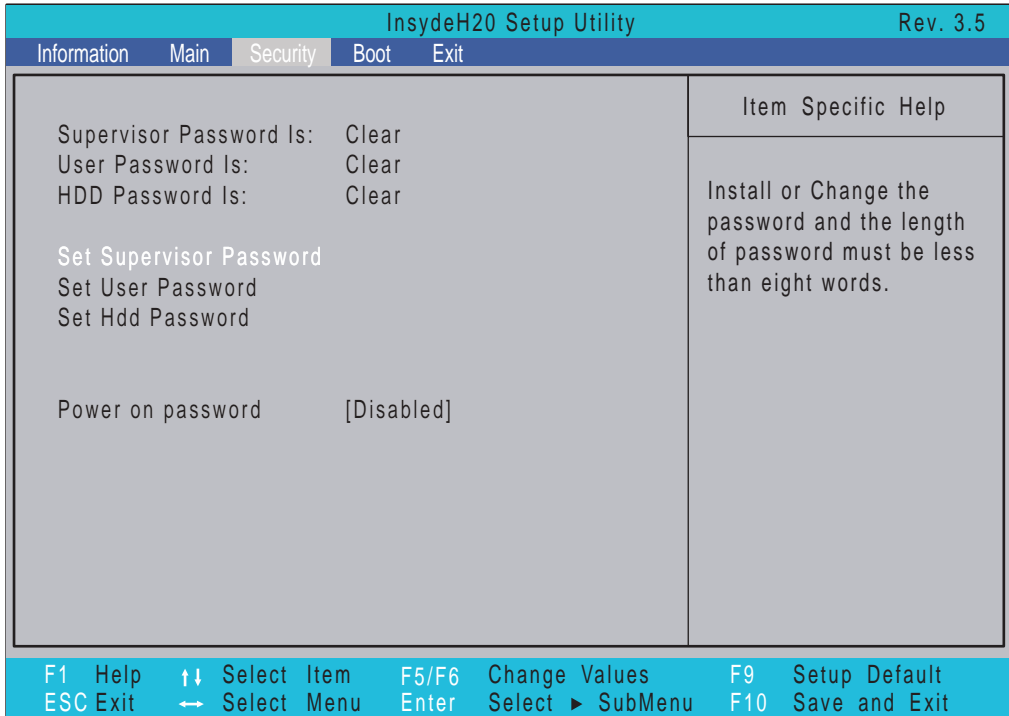 InsydeH20 Setup Utility Rev. 3.5
Information Main Security Boot Exit
Supervisor Password Is: Clear
User Password Is: Clear
HDD Password Is: Clear
Set Supervisor Password
Set User Password
Set Hdd Password
Power on password [Disabled]
Item Specific Help
Install or Change the
password and the length
of password must be less
than eight words.
F1 Help ↑↓ Select Item F5/F6 Change Values F9 Setup Default
ESC Exit ↔ Select Menu Enter Select ► SubMenu F10 Save and Exit